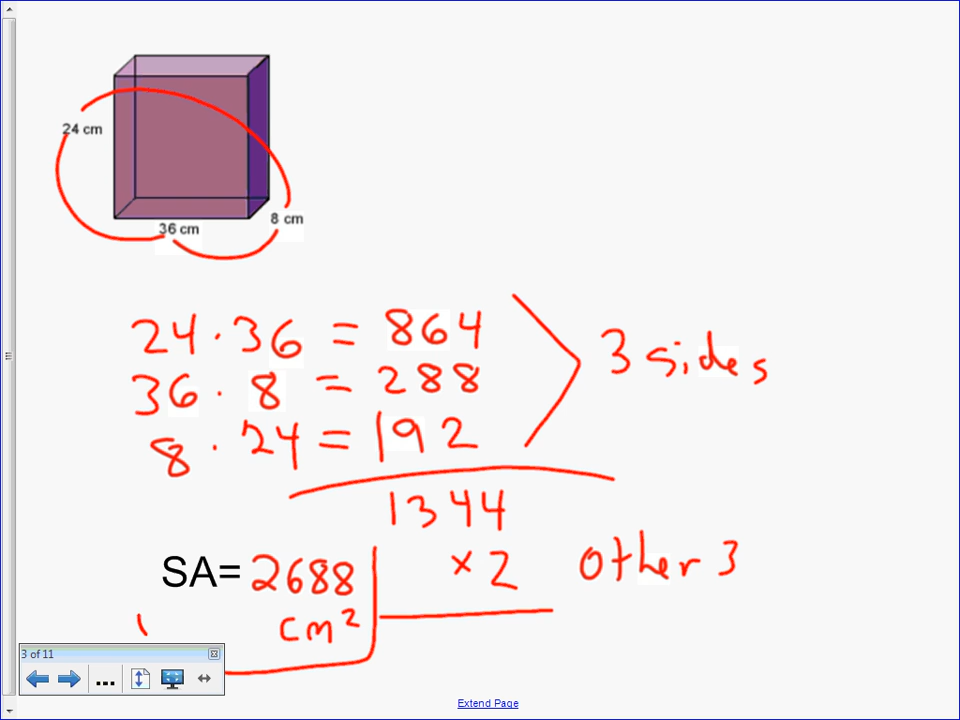 24 cm
8 cm
36 cm
24 · 36 = 864
36 · 8 = 288
8 · 24 = 192
3 sides
1344
× 2
other 3
SA= 2688
cm²
3 of 11
...
Extend Page